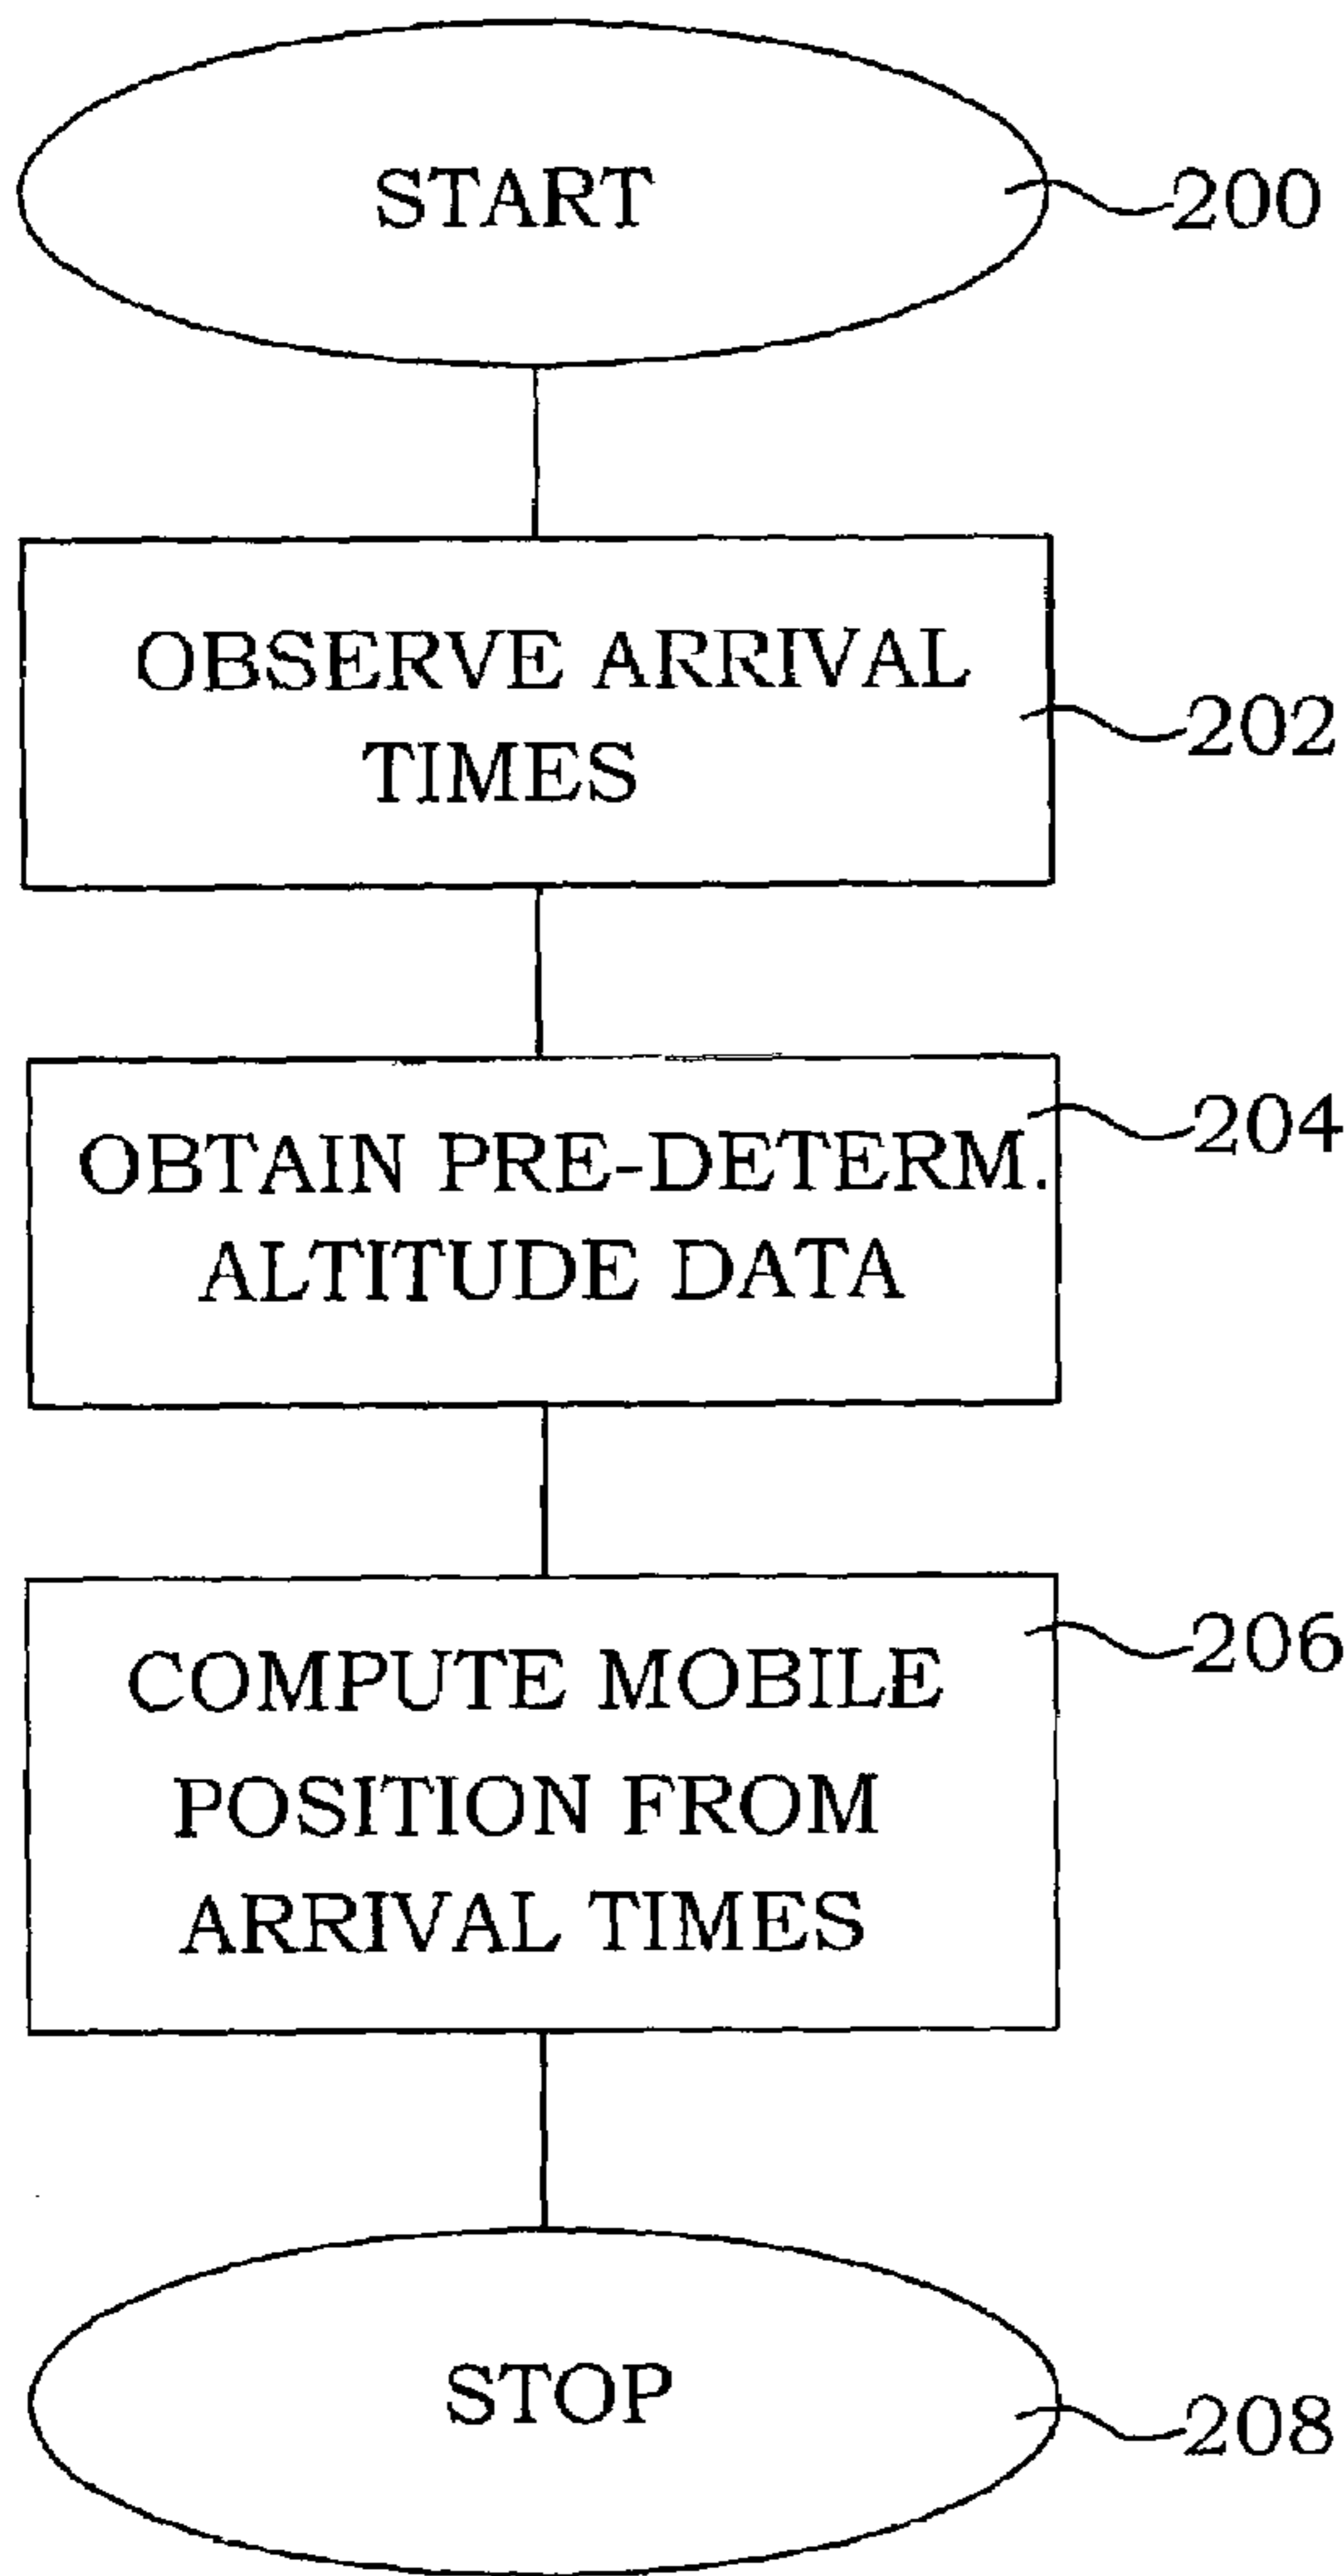 START
200
OBSERVE ARRIVAL
TIMES
202
OBTAIN PRE-DETERM.
ALTITUDE DATA
204
COMPUTE MOBILE
POSITION FROM
ARRIVAL TIMES
206
STOP
208